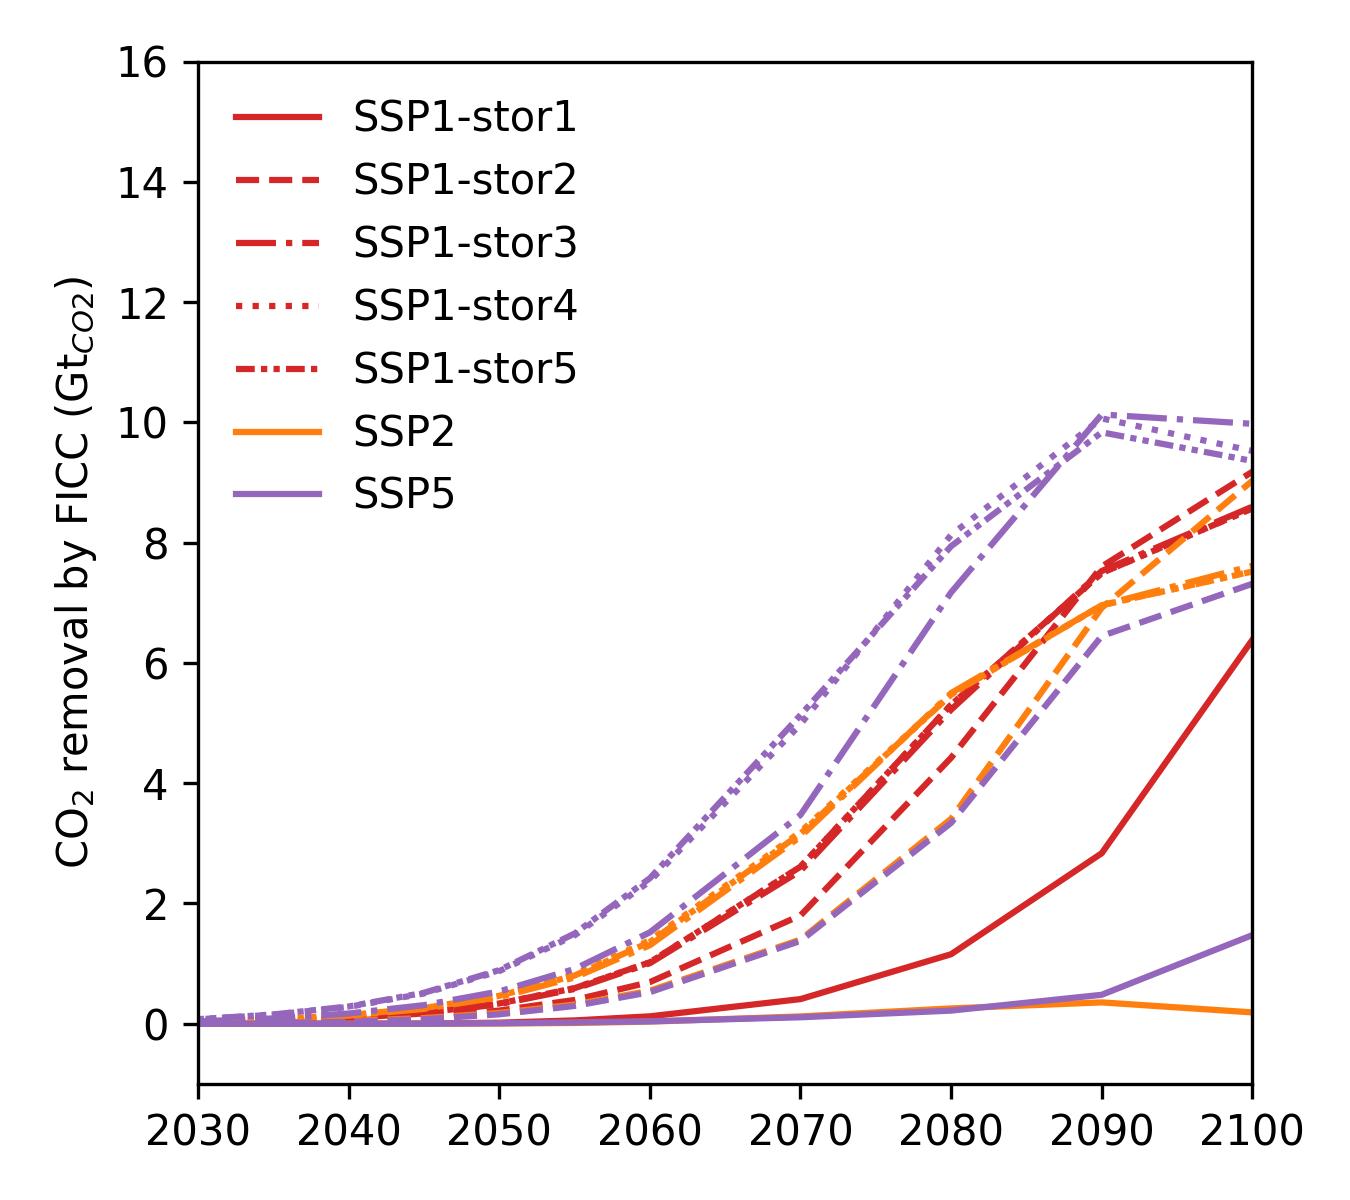 16
14
12
10
8
6
4
2
0
CO₂ removal by FICC (Gt_CO2)
SSP1-stor1
SSP1-stor2
SSP1-stor3
SSP1-stor4
SSP1-stor5
SSP2
SSP5
2030 2040 2050 2060 2070 2080 2090 2100